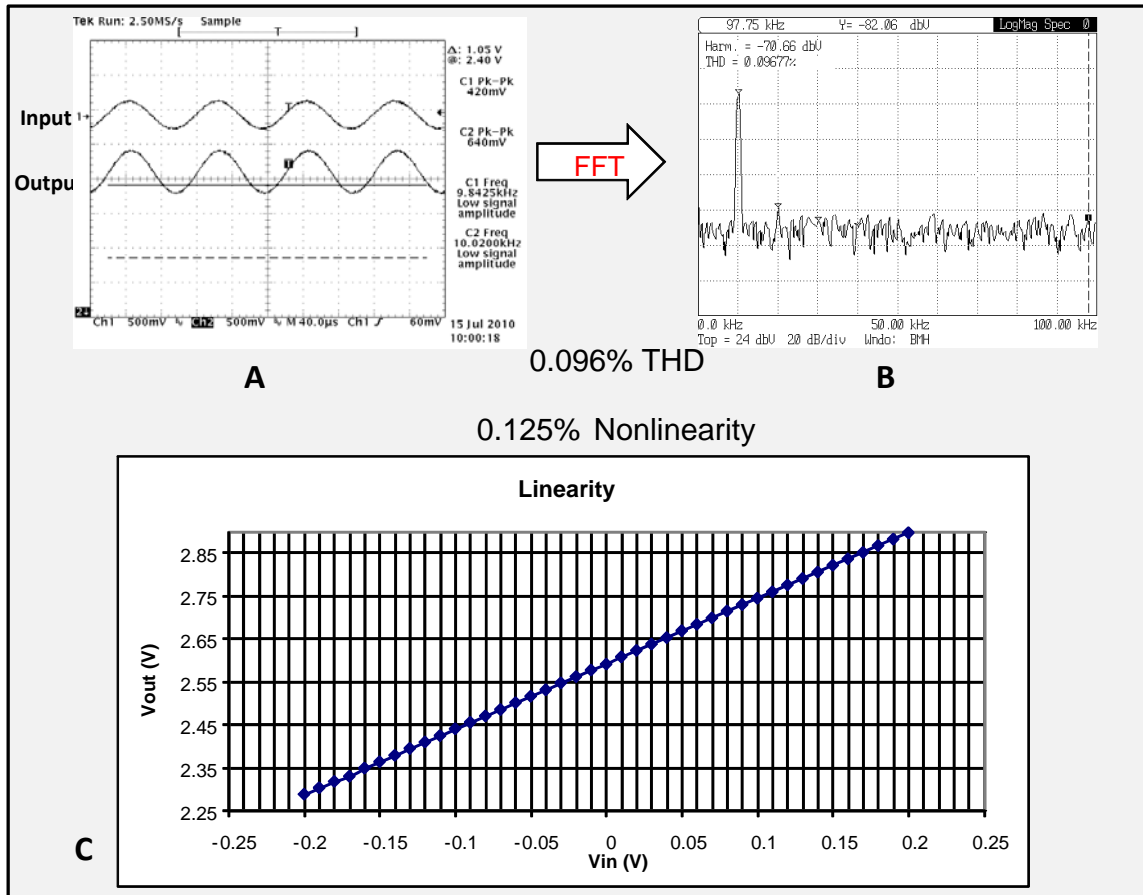 Tek Run: 2.50MS/s Sample
T
Δ: 1.05 V
@: 2.40 V
C1 Pk-Pk
420mV
C2 Pk-Pk
640mV
C1 Freq
9.8425kHz
Low signal
amplitude
C2 Freq
10.0200kHz
Low signal
amplitude
Input
1→
Outpu
T
T
2
Ch1 500mV Ch2 500mV M 40.0µs Ch1 60mV
15 Jul 2010
10:00:18
A
FFT
97.75 kHz Y= -82.06 dbV LogMag Spec 0
Harm. = -70.66 dbV
THD = 0.09677%
0.0 kHz 50.00 kHz 100.00 kHz
Top = 24 dbV 20 dB/div Wndo: BMH
B
0.096% THD
0.125% Nonlinearity
Linearity
Vout (V)
2.85
2.75
2.65
2.55
2.45
2.35
2.25
-0.25 -0.2 -0.15 -0.1 -0.05 0 0.05 0.1 0.15 0.2 0.25
Vin (V)
C